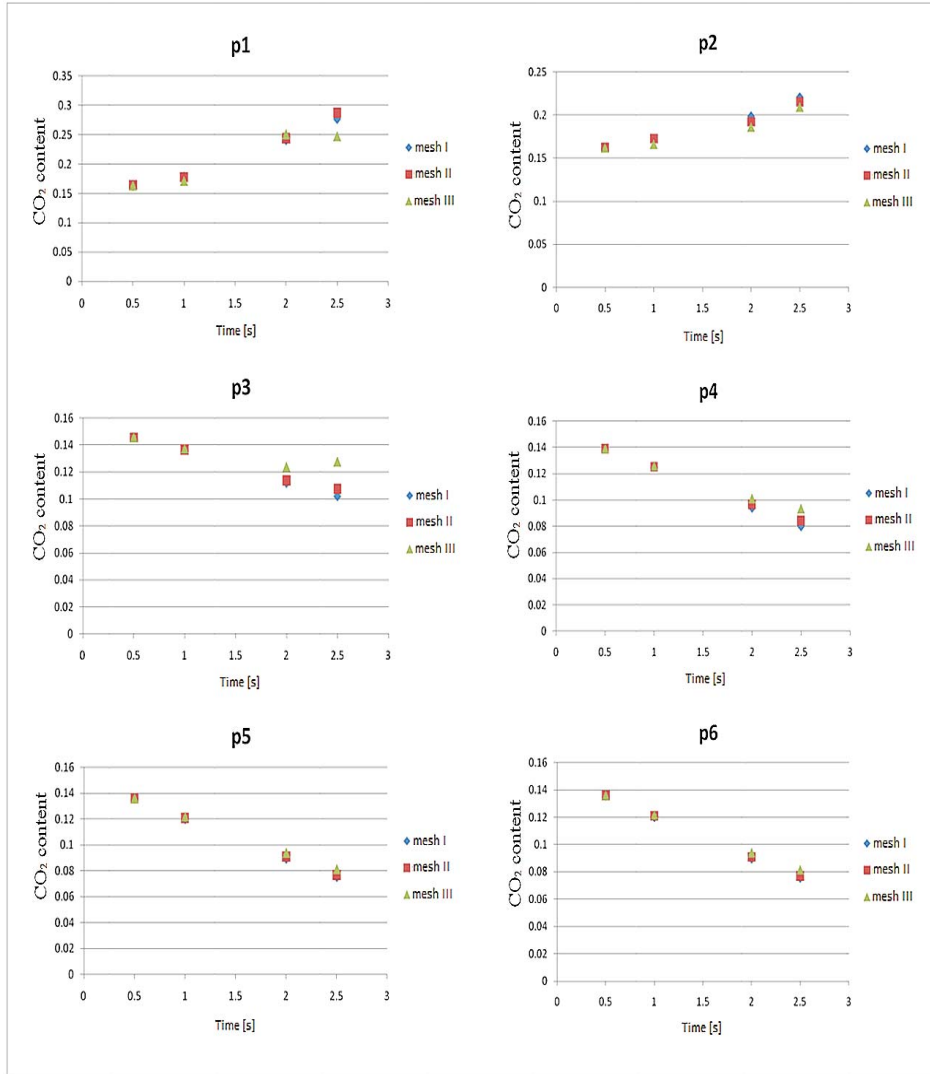 p1
0.35
0.3
0.25
0.2
0.15
0.1
0.05
0
0 0.5 1 1.5 2 2.5 3
CO₂ content
Time [s]
mesh I
mesh II
mesh III
p2
0.25
0.2
0.15
0.1
0.05
0
0 0.5 1 1.5 2 2.5 3
CO₂ content
Time [s]
mesh I
mesh II
mesh III
p3
0.16
0.14
0.12
0.1
0.08
0.06
0.04
0.02
0
0 0.5 1 1.5 2 2.5 3
CO₂ content
Time [s]
mesh I
mesh II
mesh III
p4
0.16
0.14
0.12
0.1
0.08
0.06
0.04
0.02
0
0 0.5 1 1.5 2 2.5 3
CO₂ content
Time [s]
mesh I
mesh II
mesh III
p5
0.16
0.14
0.12
0.1
0.08
0.06
0.04
0.02
0
0 0.5 1 1.5 2 2.5 3
CO₂ content
Time [s]
mesh I
mesh II
mesh III
p6
0.16
0.14
0.12
0.1
0.08
0.06
0.04
0.02
0
0 0.5 1 1.5 2 2.5 3
CO₂ content
Time [s]
mesh I
mesh II
mesh III